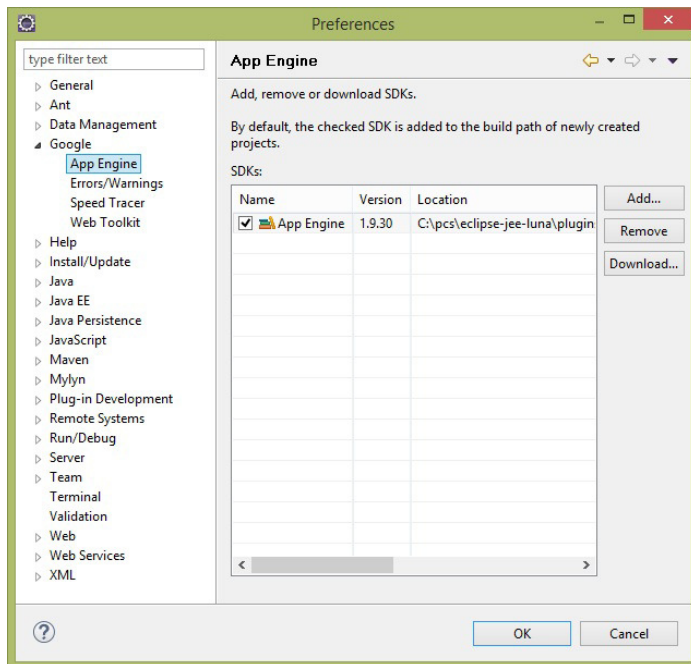 Preferences
type filter text
General
Ant
Data Management
Google
App Engine
Errors/Warnings
Speed Tracer
Web Toolkit
Help
Install/Update
Java
Java EE
Java Persistence
JavaScript
Maven
Mylyn
Plug-in Development
Remote Systems
Run/Debug
Server
Team
Terminal
Validation
Web
Web Services
XML
App Engine
Add, remove or download SDKs.
By default, the checked SDK is added to the build path of newly created
projects.
SDKs:
Name Version Location
App Engine 1.9.30 C:\pcs\eclipse-jee-luna\plugin
Add...
Remove
Download...
OK Cancel